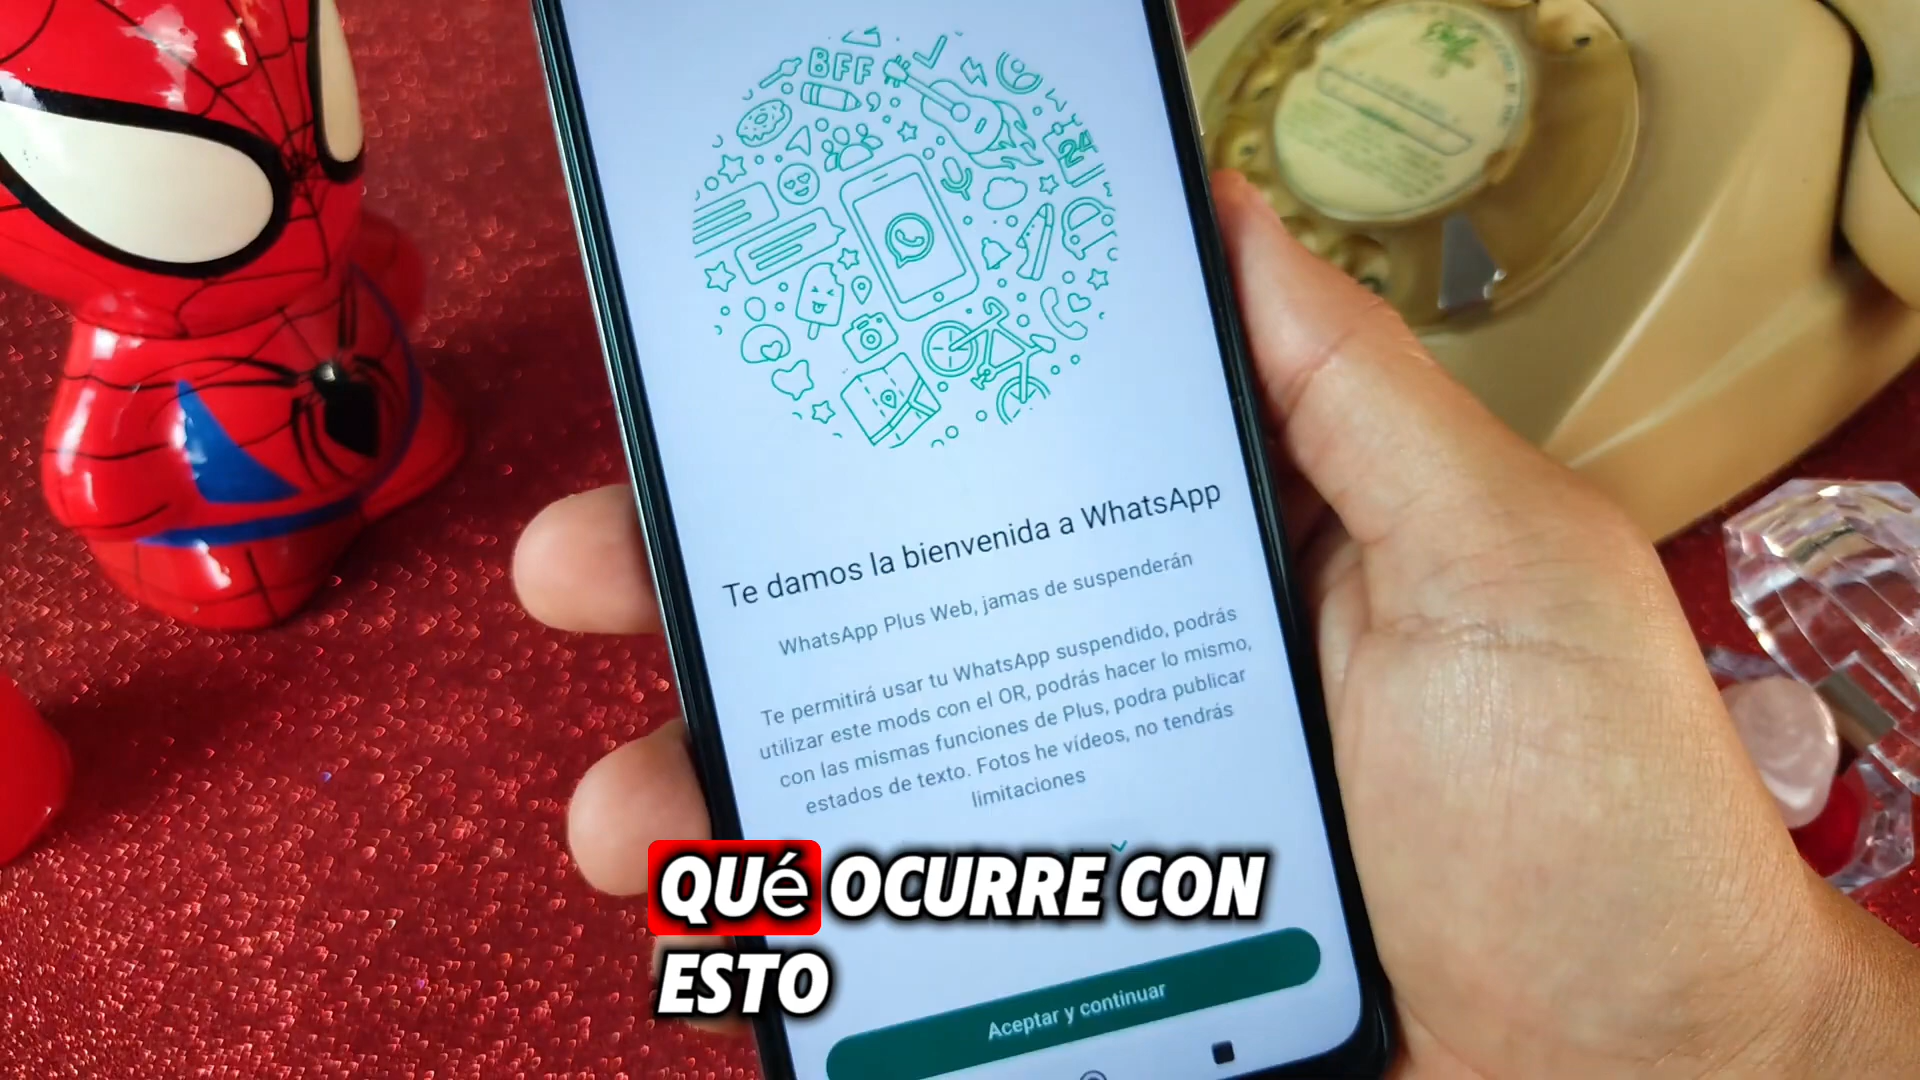 BFF
24
Te damos la bienvenida a WhatsApp
WhatsApp Plus Web, jamas de suspenderán
Te permitirá usar tu WhatsApp suspendido, podrás
utilizar este mods con el OR, podrás hacer lo mismo,
con las mismas funciones de Plus, podra publicar
estados de texto. Fotos he vídeos, no tendrás
limitaciones
QUé OCURRE CON
ESTO
Aceptar y continuar